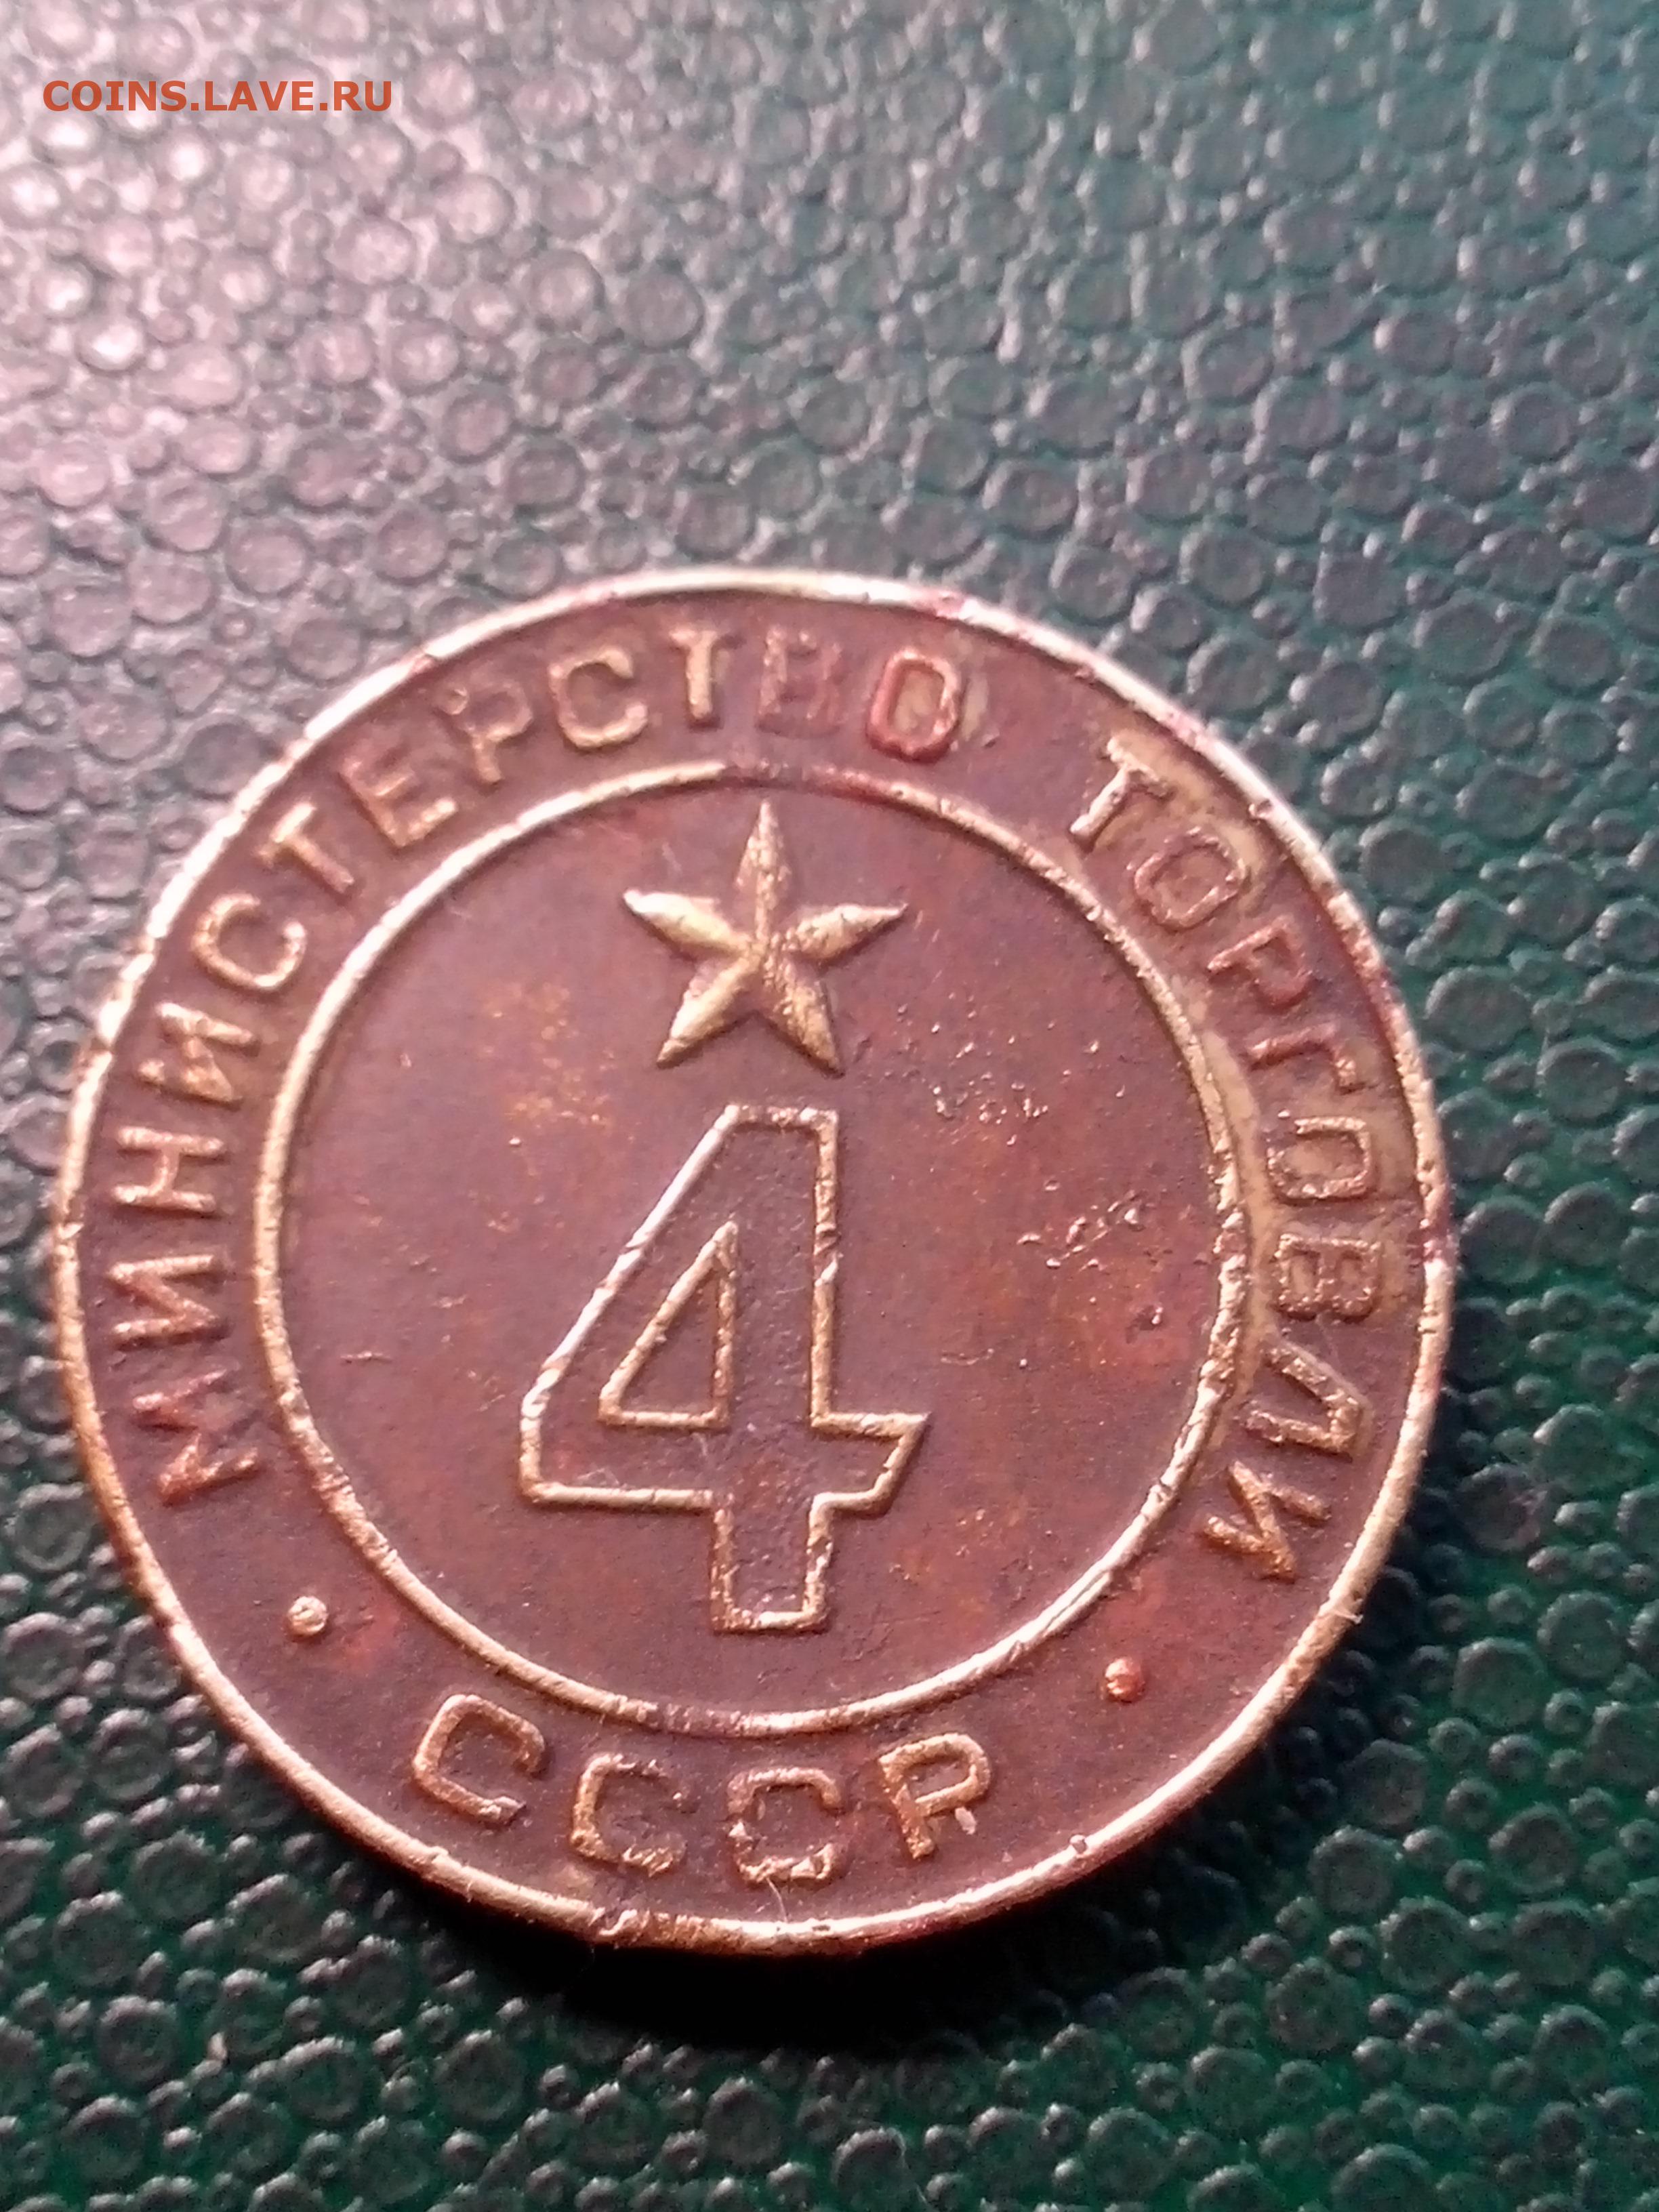 COINS.LAVE.RU
МИНИСТЕРСТВО ТОРГОВЛИ
4
• СССР •